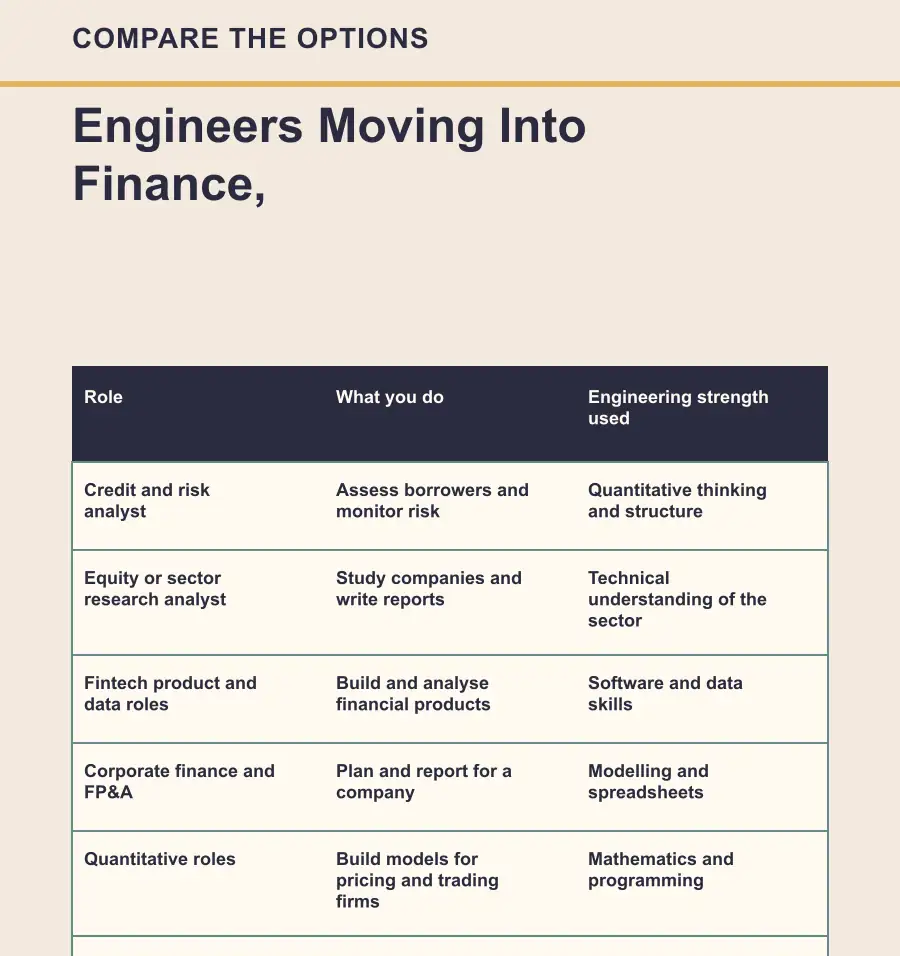 COMPARE THE OPTIONS
Engineers Moving Into
Finance,
Role
What you do
Engineering strength
used
Credit and risk
analyst
Assess borrowers and
monitor risk
Quantitative thinking
and structure
Equity or sector
research analyst
Study companies and
write reports
Technical
understanding of the
sector
Fintech product and
data roles
Build and analyse
financial products
Software and data
skills
Corporate finance and
FP&A
Plan and report for a
company
Modelling and
spreadsheets
Quantitative roles
Build models for
pricing and trading
firms
Mathematics and
programming